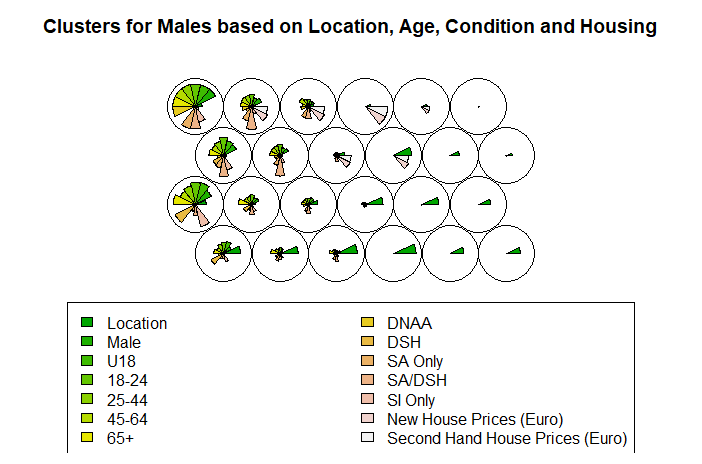 Clusters for Males based on Location, Age, Condition and Housing
Location
Male
U18
18-24
25-44
45-64
65+
DNAA
DSH
SA Only
SA/DSH
SI Only
New House Prices (Euro)
Second Hand House Prices (Euro)